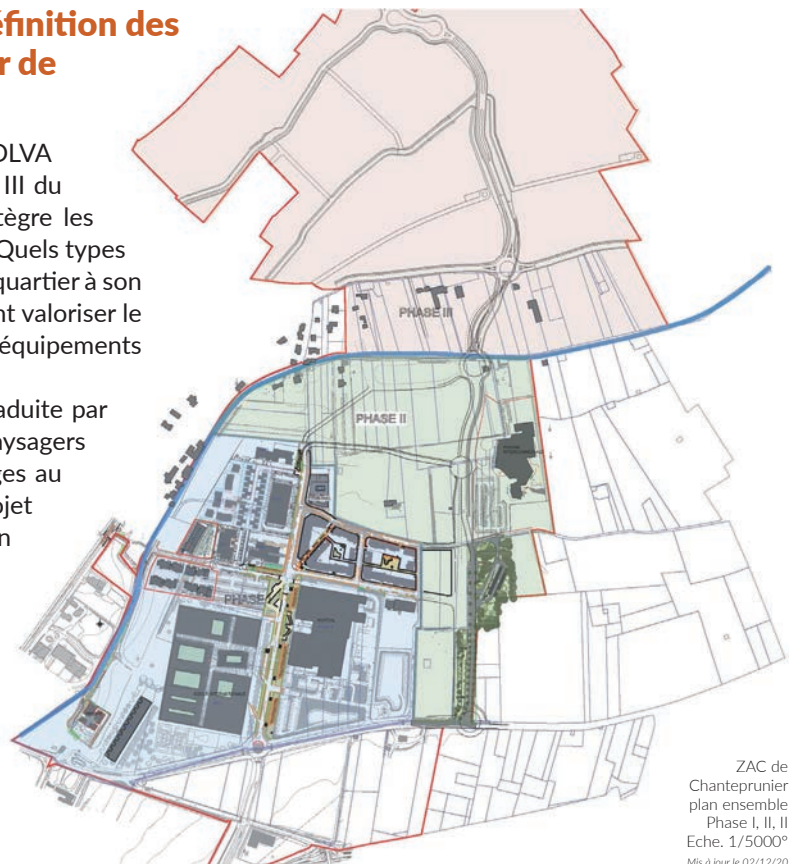 éfinition des
r de
OLVA
III du
tègre les
Quels types
quartier à son
nt valoriser le
équipements
aduite par
aysagers
ges au
ojet
n
PHASE III
PHASE II
PHASE
ZAC de
Chanteprunier
plan ensemble
Phase I, II, II
Eche. 1/5000°
Mis à jour le 02/12/20